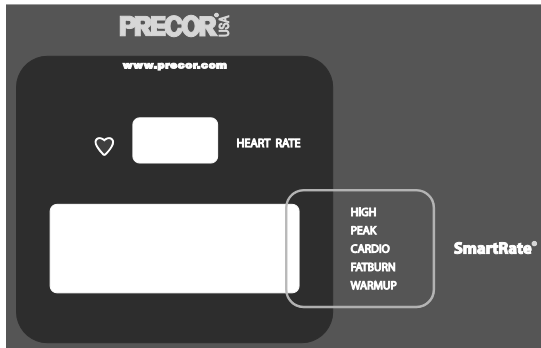 PRECOR® USA
www.precor.com
HEART RATE
HIGH
PEAK
CARDIO
FATBURN
WARMUP
SmartRate®